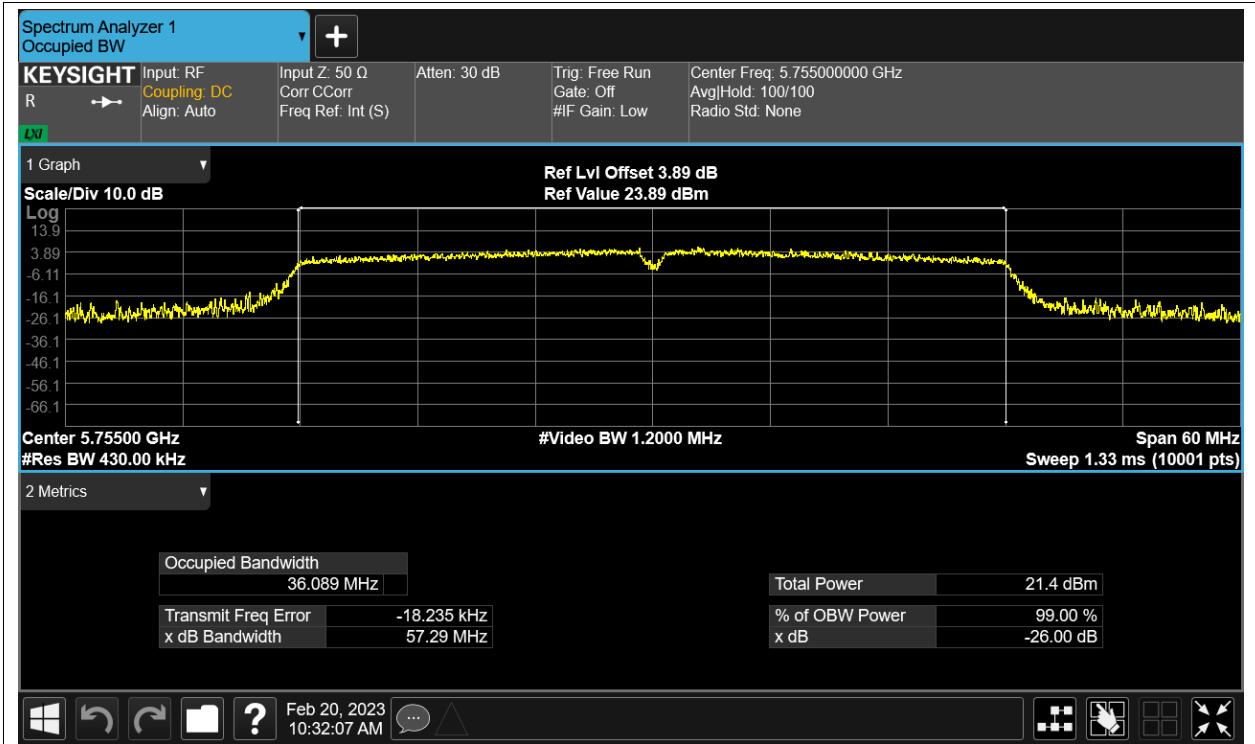 Spectrum Analyzer 1
Occupied BW
KEYSIGHT
R
LXI
Input: RF
Coupling: DC
Align: Auto
Input Z: 50 Ω
Corr CCorr
Freq Ref: Int (S)
Atten: 30 dB
Trig: Free Run
Gate: Off
#IF Gain: Low
Center Freq: 5.755000000 GHz
Avg|Hold: 100/100
Radio Std: None
1 Graph
Scale/Div 10.0 dB
Ref Lvl Offset 3.89 dB
Ref Value 23.89 dBm
Log
13.9
3.89
-6.11
-16.1
-26.1
-36.1
-46.1
-56.1
-66.1
Center 5.75500 GHz
#Video BW 1.2000 MHz
Span 60 MHz
#Res BW 430.00 kHz
Sweep 1.33 ms (10001 pts)
2 Metrics
Occupied Bandwidth
36.089 MHz
Total Power 21.4 dBm
Transmit Freq Error -18.235 kHz
% of OBW Power 99.00 %
x dB Bandwidth 57.29 MHz
x dB -26.00 dB
?
Feb 20, 2023
10:32:07 AM